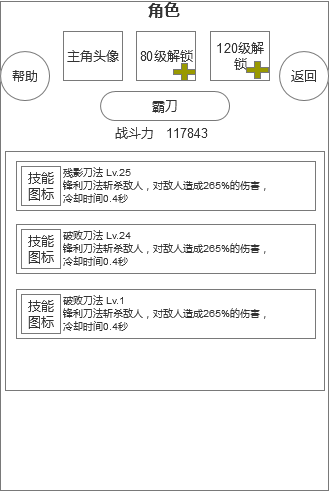 角色
帮助
主角头像
80级解锁
120级解
锁
返回
霸刀
战斗力 117843
技能
图标
残影刀法 Lv.25
锋利刀法斩杀敌人，对敌人造成265%的伤害，
冷却时间0.4秒
技能
图标
破败刀法 Lv.24
锋利刀法斩杀敌人，对敌人造成265%的伤害，
冷却时间0.4秒
技能
图标
破败刀法 Lv.1
锋利刀法斩杀敌人，对敌人造成265%的伤害，
冷却时间0.4秒